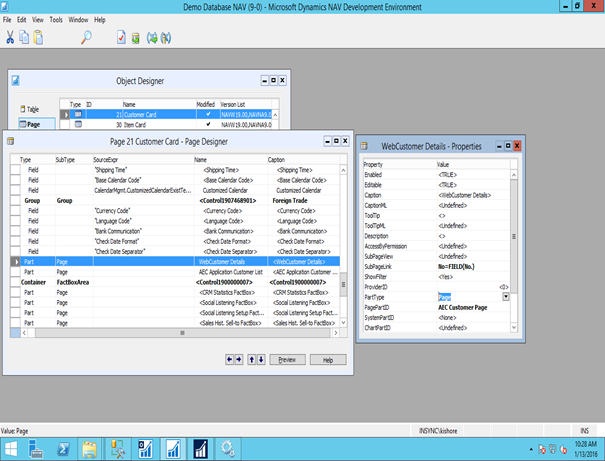 Demo Database NAV (9-0) - Microsoft Dynamics NAV Development Environment
File Edit View Tools Window Help
Object Designer
Type ID Name Modified Version List
Table 21 Customer Card NAVW19.00,NAVNA9.0
Page 30 Item Card NAVW19.00,NAVNA9.0
Page 21 Customer Card - Page Designer
Type SubType SourceExpr Name Caption
Field "Shipping Time" <Shipping Time> <Shipping Time>
Field "Base Calendar Code" <Base Calendar Code> <Base Calendar Code>
Field CalendarMgmt.CustomizedCalendarExistTe... Customized Calendar Customized Calendar
Group Group <Control1907468901> Foreign Trade
Field "Currency Code" <Currency Code> <Currency Code>
Field "Language Code" <Language Code> <Language Code>
Field "Bank Communication" <Bank Communication> <Bank Communication>
Field "Check Date Format" <Check Date Format> <Check Date Format>
Field "Check Date Separator" <Check Date Separator> <Check Date Separator>
Part Page WebCustomer Details WebCustomer Details
Part Page AEC Application Customer List AEC Application Customer ...
Container FactBoxArea <Control1900000007> <Control1900000007>
Part Page <CRM Statistics FactBox> <CRM Statistics FactBox>
Part Page <Social Listening FactBox> <Social Listening FactBox>
Part Page <Social Listening Setup Fact... <Social Listening Setup Fact...
Part Page <Sales Hist. Sell-to FactBox> <Sales Hist. Sell-to FactBox>
Preview Help
WebCustomer Details - Properties
Property Value
Enabled <TRUE>
Editable <TRUE>
Caption <WebCustomer Details>
CaptionML <Undefined>
ToolTip <>
ToolTipML <Undefined>
Description <>
AccessByPermission <Undefined>
SubPageView <Undefined>
SubPageLink No=FIELD(No.)
ShowFilter <Yes>
ProviderID <0>
PartType Page
PagePartID AEC Customer Page
SystemPartID <None>
ChartPartID <Undefined>
Value: Page INSYNC\kishore INS
10:28 AM
1/13/2016